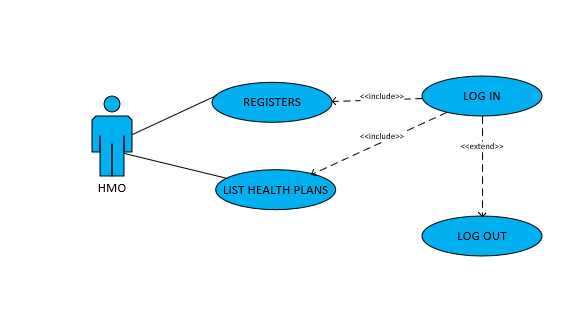 REGISTERS
<<include>>
LOG IN
<<include>>
<<extend>>
HMO
LIST HEALTH PLANS
LOG OUT